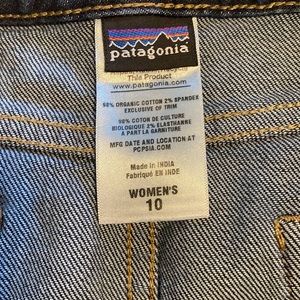 patagonia
This Product
www.patagonia.com
98% ORGANIC COTTON 2% SPANDEX
EXCLUSIVE OF TRIM
98% COTON DE CULTURE
BIOLOGIQUE 2% ELASTHANNE
A PART LA GARNITURE
MFG DATE AND LOCATION AT
PCPSIA.COM
Made in INDIA
Fabriqué EN INDE
WOMEN'S
10